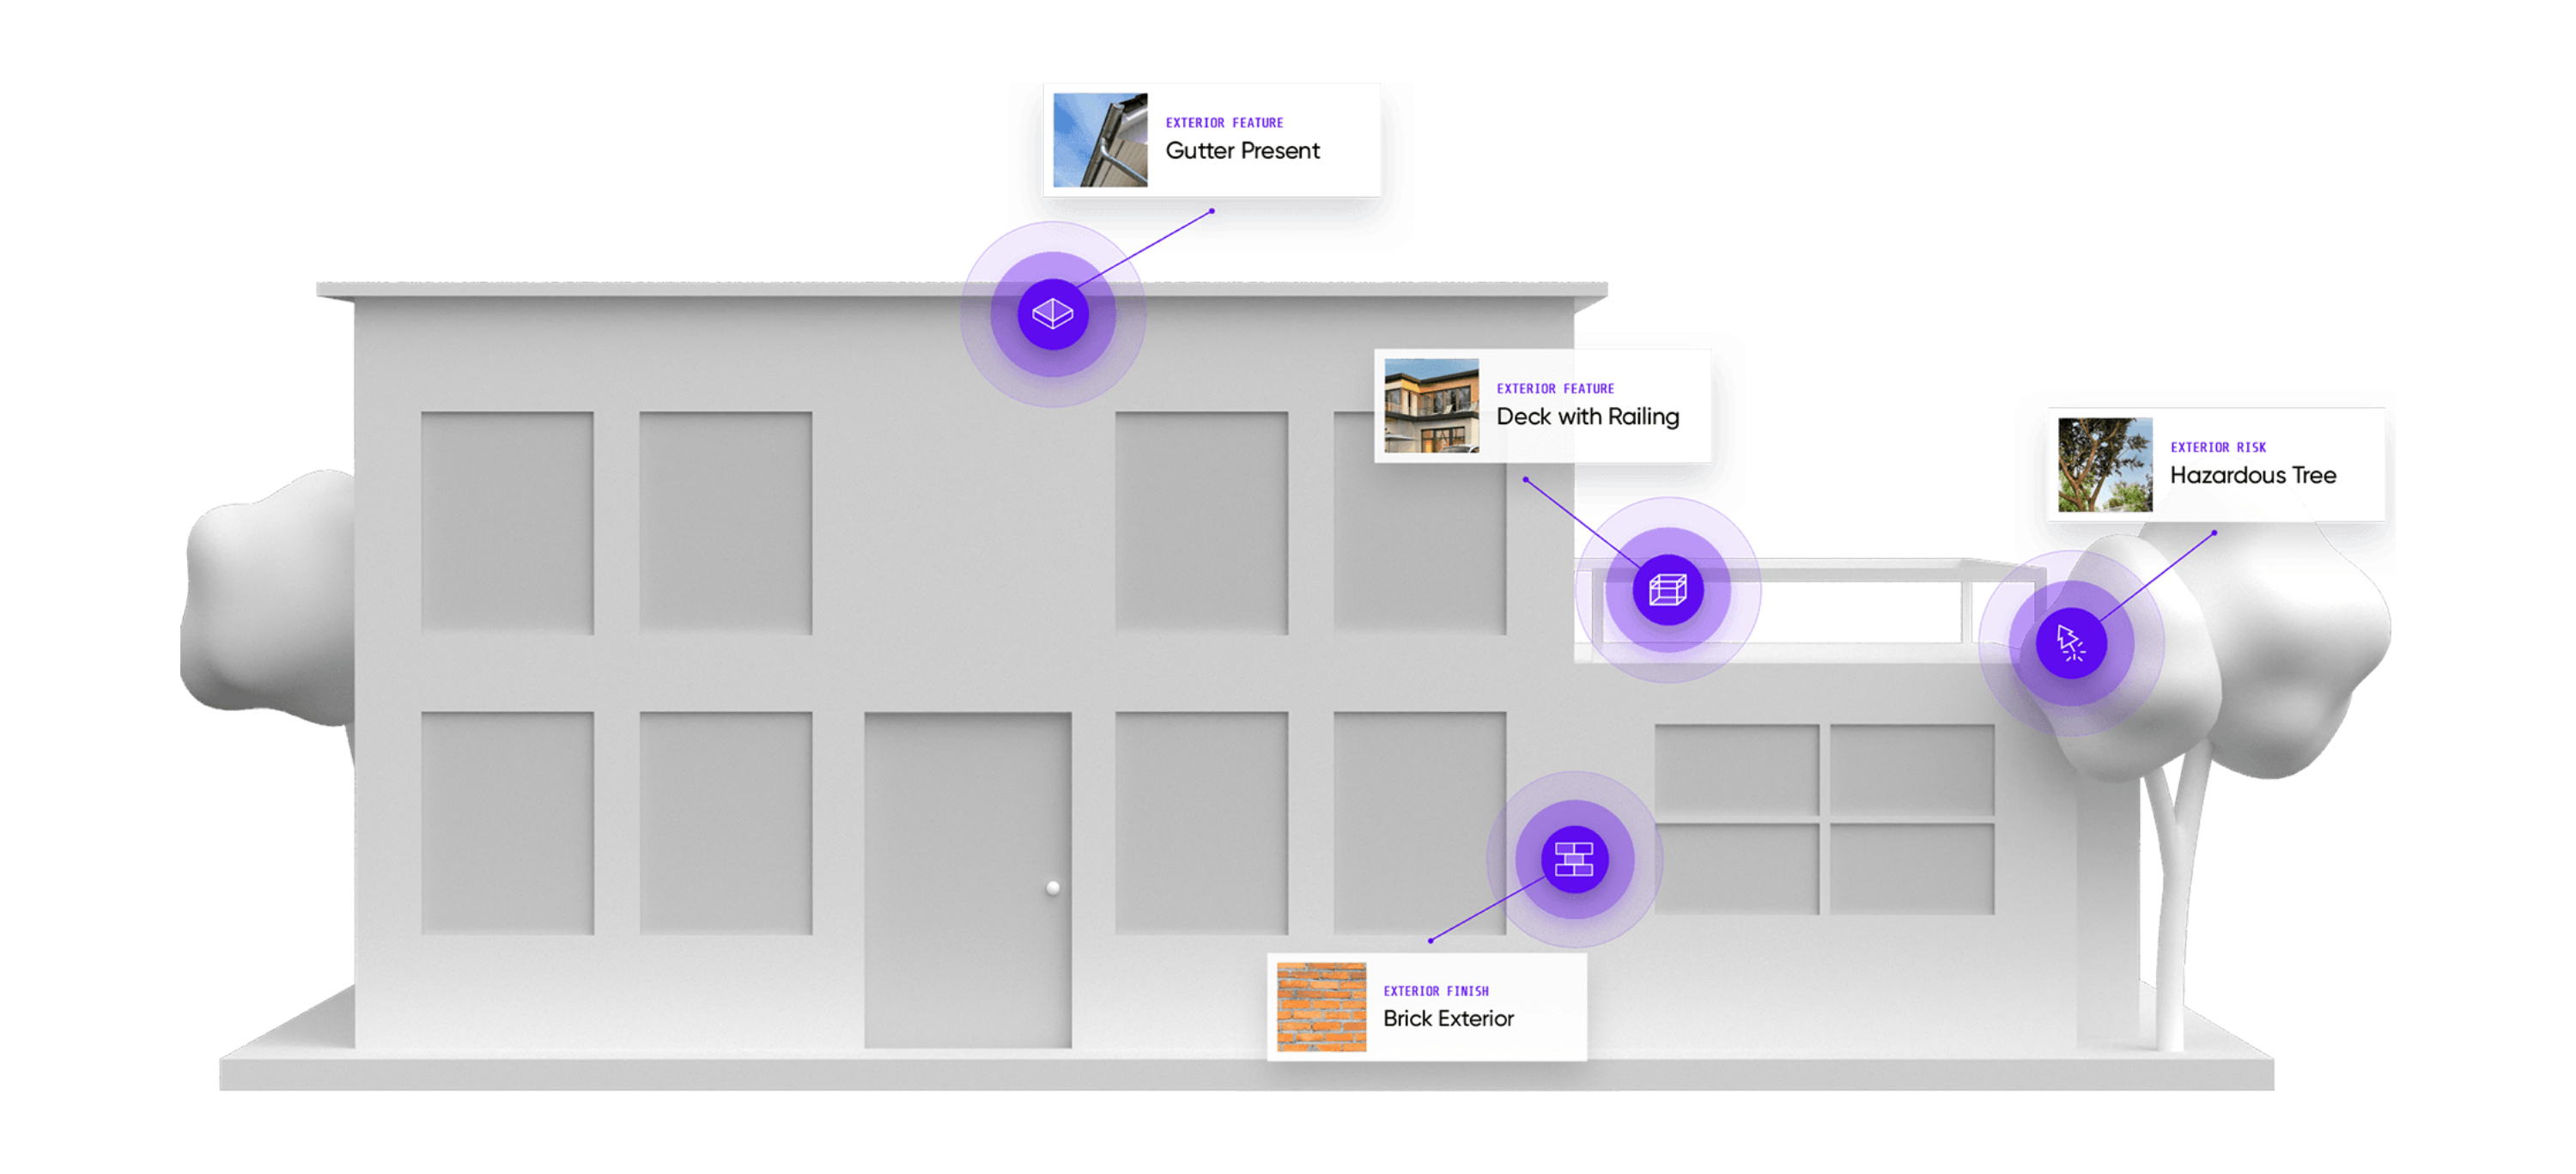 EXTERIOR FEATURE
Gutter Present
EXTERIOR FEATURE
Deck with Railing
EXTERIOR RISK
Hazardous Tree
EXTERIOR FINISH
Brick Exterior